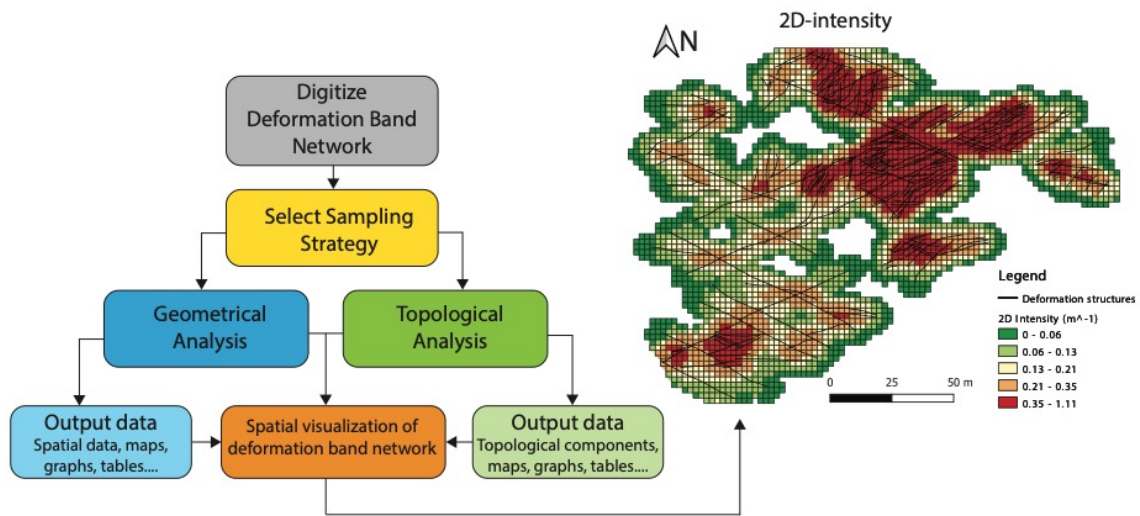 Digitize
Deformation Band
Network
Select Sampling
Strategy
Geometrical
Analysis
Topological
Analysis
Output data
Spatial data, maps,
graphs, tables....
Spatial visualization of
deformation band network
Output data
Topological components,
maps, graphs, tables....
2D-intensity
N
Legend
Deformation structures
2D Intensity (m^-1)
0 - 0.06
0.06 - 0.13
0.13 - 0.21
0.21 - 0.35
0.35 - 1.11
0 25 50 m